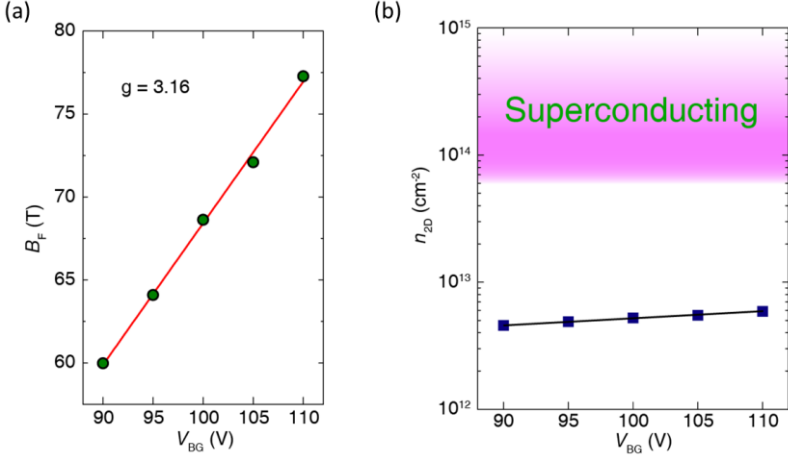 (a)
80
75
70
65
60
B_F (T)
g = 3.16
90 95 100 105 110
V_BG (V)
(b)
10^15
10^14
10^13
10^12
n_2D (cm^-2)
Superconducting
90 95 100 105 110
V_BG (V)